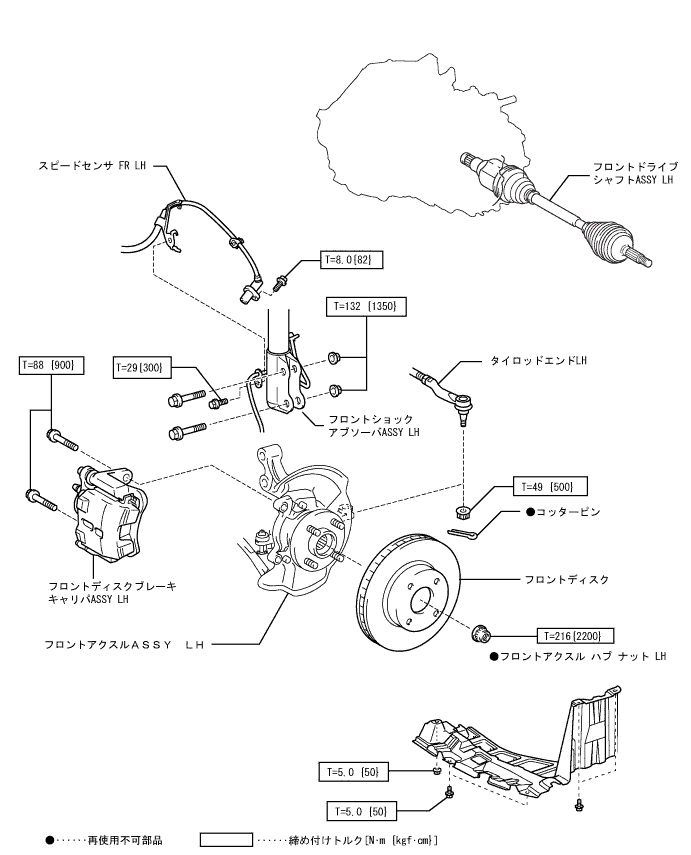 フロントドライブ
シャフトASSY LH
スピードセンサ FR LH
T=8.0{82}
T=132 {1350}
T=88 {900}
T=29{300}
タイロッドエンドLH
フロントショック
アブソーバASSY LH
T=49 {500}
●コッターピン
フロントディスクブレーキ
キャリパASSY LH
フロントディスク
T=216{2200}
フロントアクスルＡＳＳＹ　ＬＨ
●フロントアクスル ハブ ナット LH
T=5.0 {50}
T=5.0 {50}
●······再使用不可部品 ······締め付けトルク[N·m {kgf·cm}]